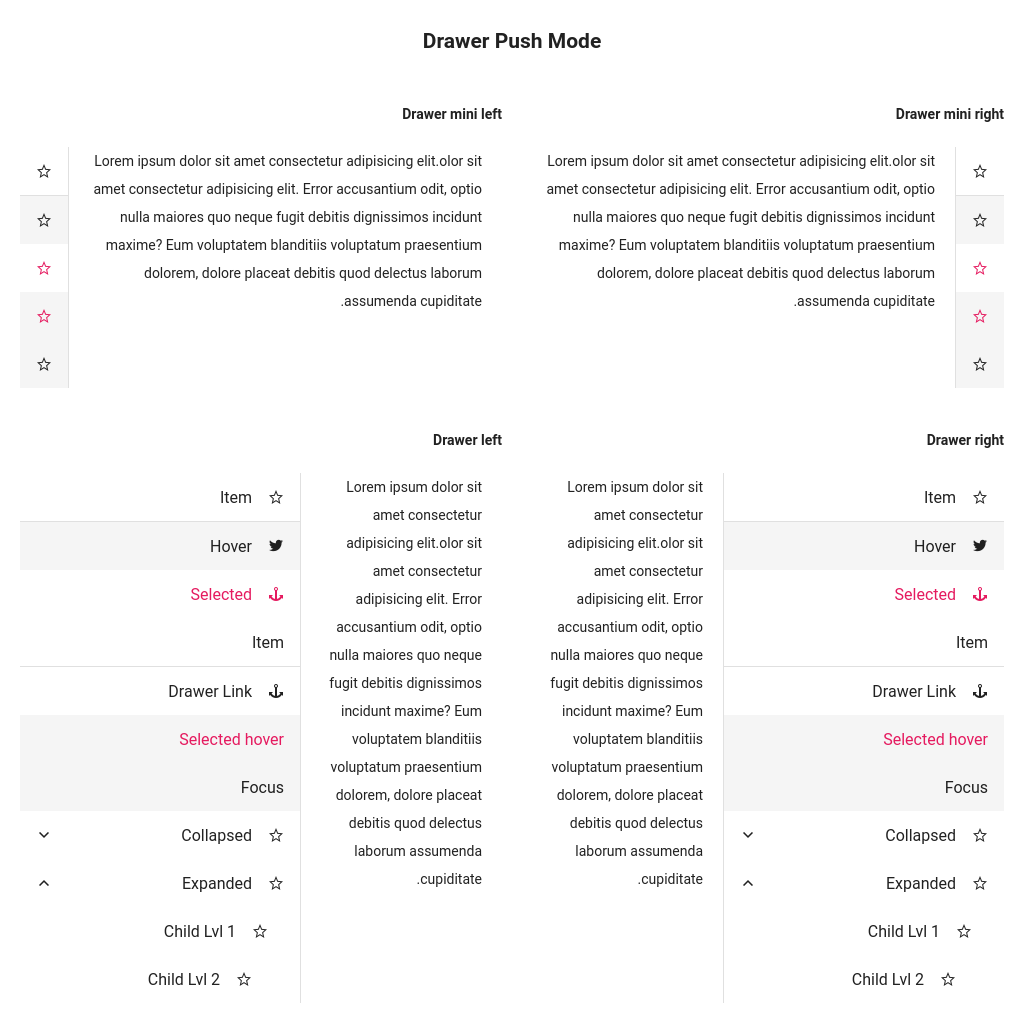 Drawer Push Mode
Drawer mini left
Lorem ipsum dolor sit amet consectetur adipisicing elit.olor sit
amet consectetur adipisicing elit. Error accusantium odit, optio
nulla maiores quo neque fugit debitis dignissimos incidunt
maxime? Eum voluptatem blanditiis voluptatum praesentium
dolorem, dolore placeat debitis quod delectus laborum
.assumenda cupiditate
Drawer mini right
Lorem ipsum dolor sit amet consectetur adipisicing elit.olor sit
amet consectetur adipisicing elit. Error accusantium odit, optio
nulla maiores quo neque fugit debitis dignissimos incidunt
maxime? Eum voluptatem blanditiis voluptatum praesentium
dolorem, dolore placeat debitis quod delectus laborum
.assumenda cupiditate
Drawer left
Item
Hover
Selected
Item
Drawer Link
Selected hover
Focus
Collapsed
Expanded
Child Lvl 1
Child Lvl 2
Lorem ipsum dolor sit
amet consectetur
adipisicing elit.olor sit
amet consectetur
adipisicing elit. Error
accusantium odit, optio
nulla maiores quo neque
fugit debitis dignissimos
incidunt maxime? Eum
voluptatem blanditiis
voluptatum praesentium
dolorem, dolore placeat
debitis quod delectus
laborum assumenda
.cupiditate
Drawer right
Lorem ipsum dolor sit
amet consectetur
adipisicing elit.olor sit
amet consectetur
adipisicing elit. Error
accusantium odit, optio
nulla maiores quo neque
fugit debitis dignissimos
incidunt maxime? Eum
voluptatem blanditiis
voluptatum praesentium
dolorem, dolore placeat
debitis quod delectus
laborum assumenda
.cupiditate
Item
Hover
Selected
Item
Drawer Link
Selected hover
Focus
Collapsed
Expanded
Child Lvl 1
Child Lvl 2